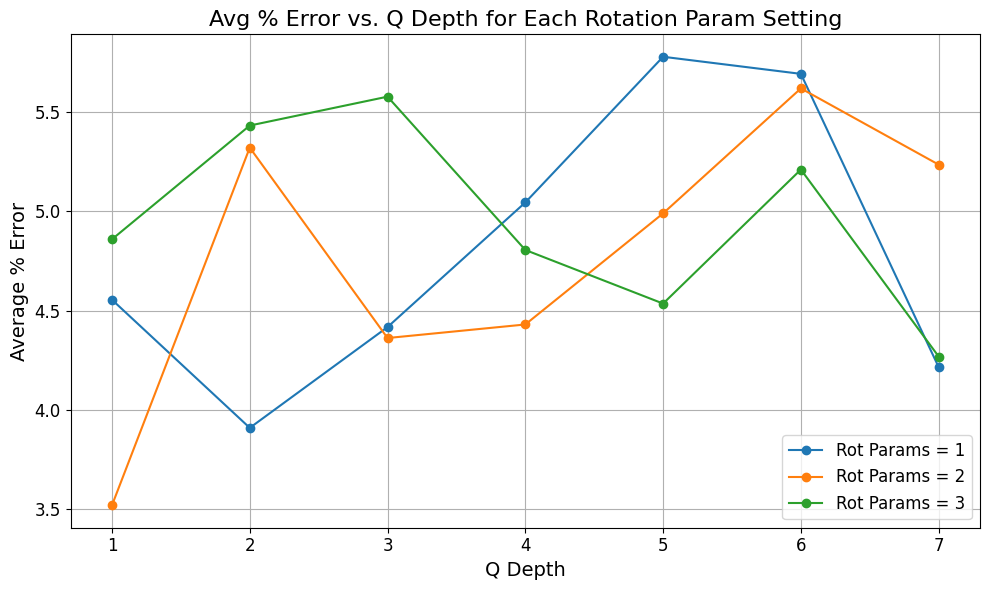 Avg % Error vs. Q Depth for Each Rotation Param Setting
Average % Error
5.5
5.0
4.5
4.0
3.5
Rot Params = 1
Rot Params = 2
Rot Params = 3
1 2 3 4 5 6 7
Q Depth